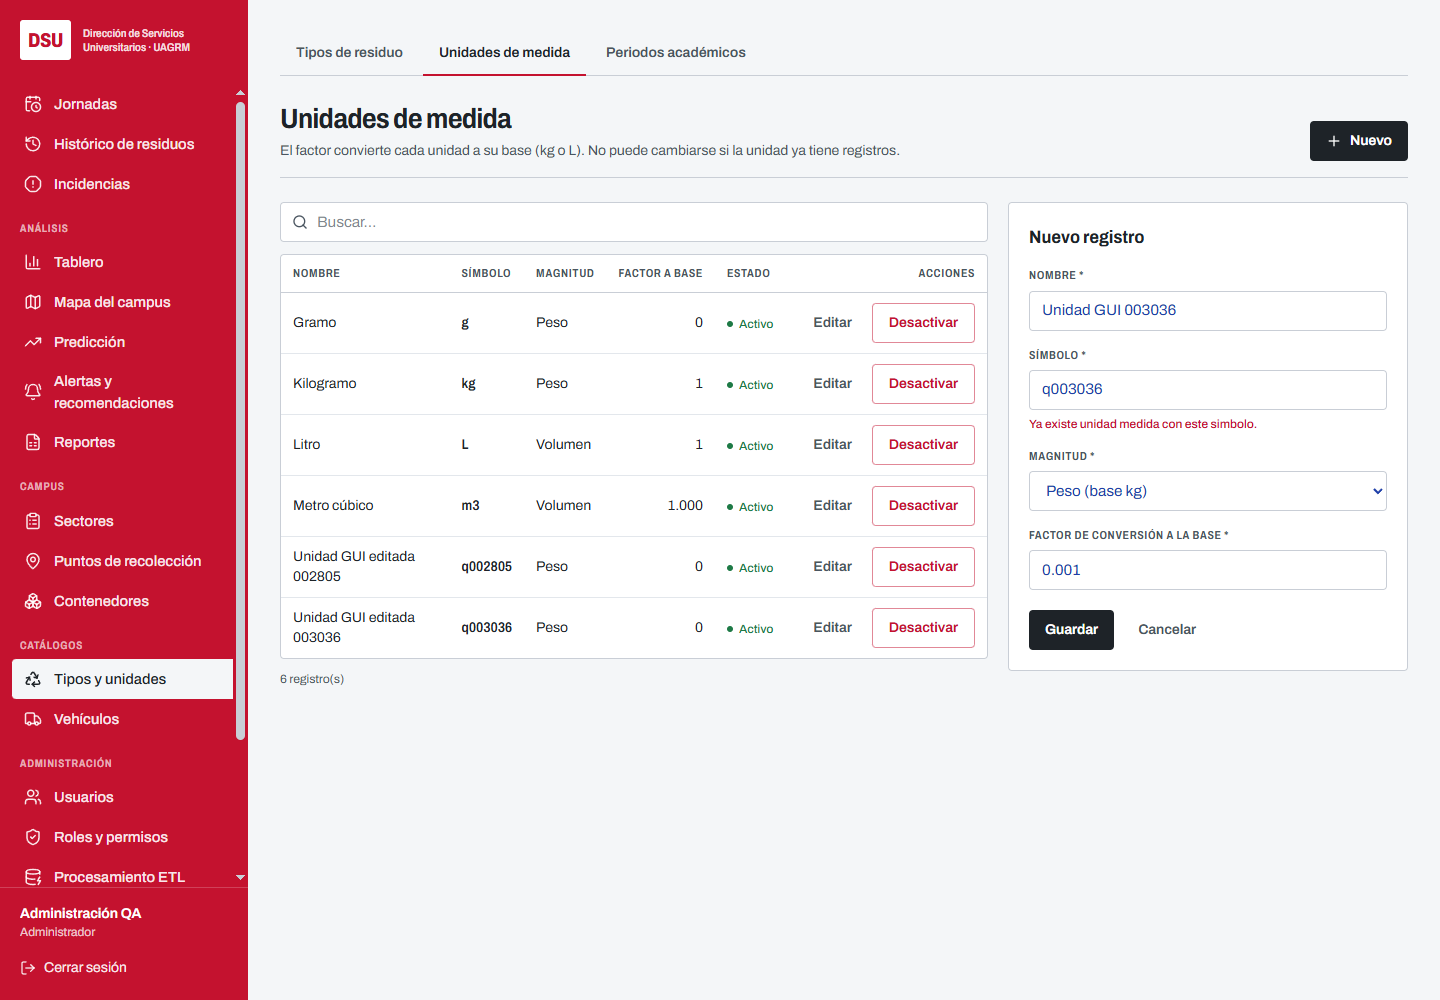 DSU
Dirección de Servicios
Universitarios · UAGRM
Jornadas
Histórico de residuos
Incidencias
ANÁLISIS
Tablero
Mapa del campus
Predicción
Alertas y
recomendaciones
Reportes
CAMPUS
Sectores
Puntos de recolección
Contenedores
CATÁLOGOS
Tipos y unidades
Vehículos
ADMINISTRACIÓN
Usuarios
Roles y permisos
Procesamiento ETL
Administración QA
Administrador
Cerrar sesión
Tipos de residuo Unidades de medida Periodos académicos
Unidades de medida
El factor convierte cada unidad a su base (kg o L). No puede cambiarse si la unidad ya tiene registros.
Nuevo
Buscar...
NOMBRE SÍMBOLO MAGNITUD FACTOR A BASE ESTADO ACCIONES
Gramo g Peso 0 Activo Editar Desactivar
Kilogramo kg Peso 1 Activo Editar Desactivar
Litro L Volumen 1 Activo Editar Desactivar
Metro cúbico m3 Volumen 1.000 Activo Editar Desactivar
Unidad GUI editada
002805 q002805 Peso 0 Activo Editar Desactivar
Unidad GUI editada
003036 q003036 Peso 0 Activo Editar Desactivar
6 registro(s)
Nuevo registro
NOMBRE *
Unidad GUI 003036
SÍMBOLO *
q003036
Ya existe unidad medida con este simbolo.
MAGNITUD *
Peso (base kg)
FACTOR DE CONVERSIÓN A LA BASE *
0.001
Guardar Cancelar